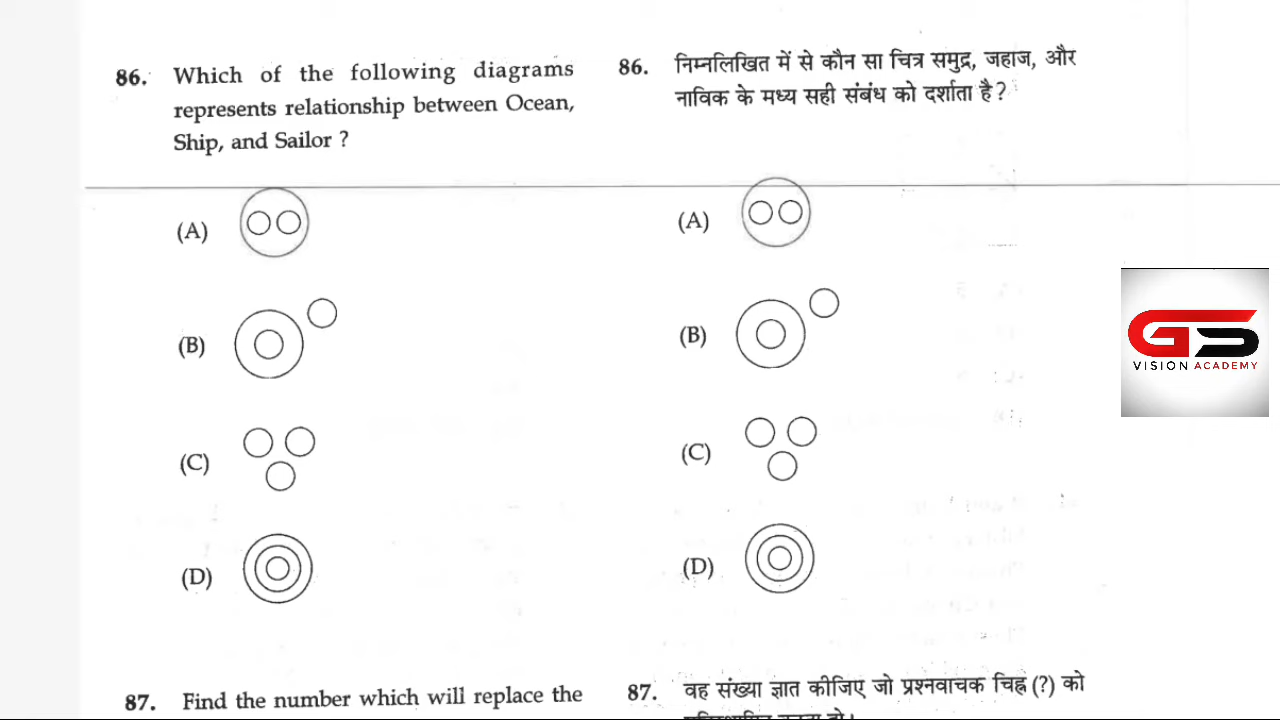 86. Which of the following diagrams
represents relationship between Ocean,
Ship, and Sailor ?
(A)
(B)
(C)
(D)
87. Find the number which will replace the
86. निम्नलिखित में से कौन सा चित्र समुद्र, जहाज, और
नाविक के मध्य सही संबंध को दर्शाता है ?
(A)
(B)
(C)
(D)
87. वह संख्या ज्ञात कीजिए जो प्रश्नवाचक चिह्न (?) को
GS
VISION ACADEMY